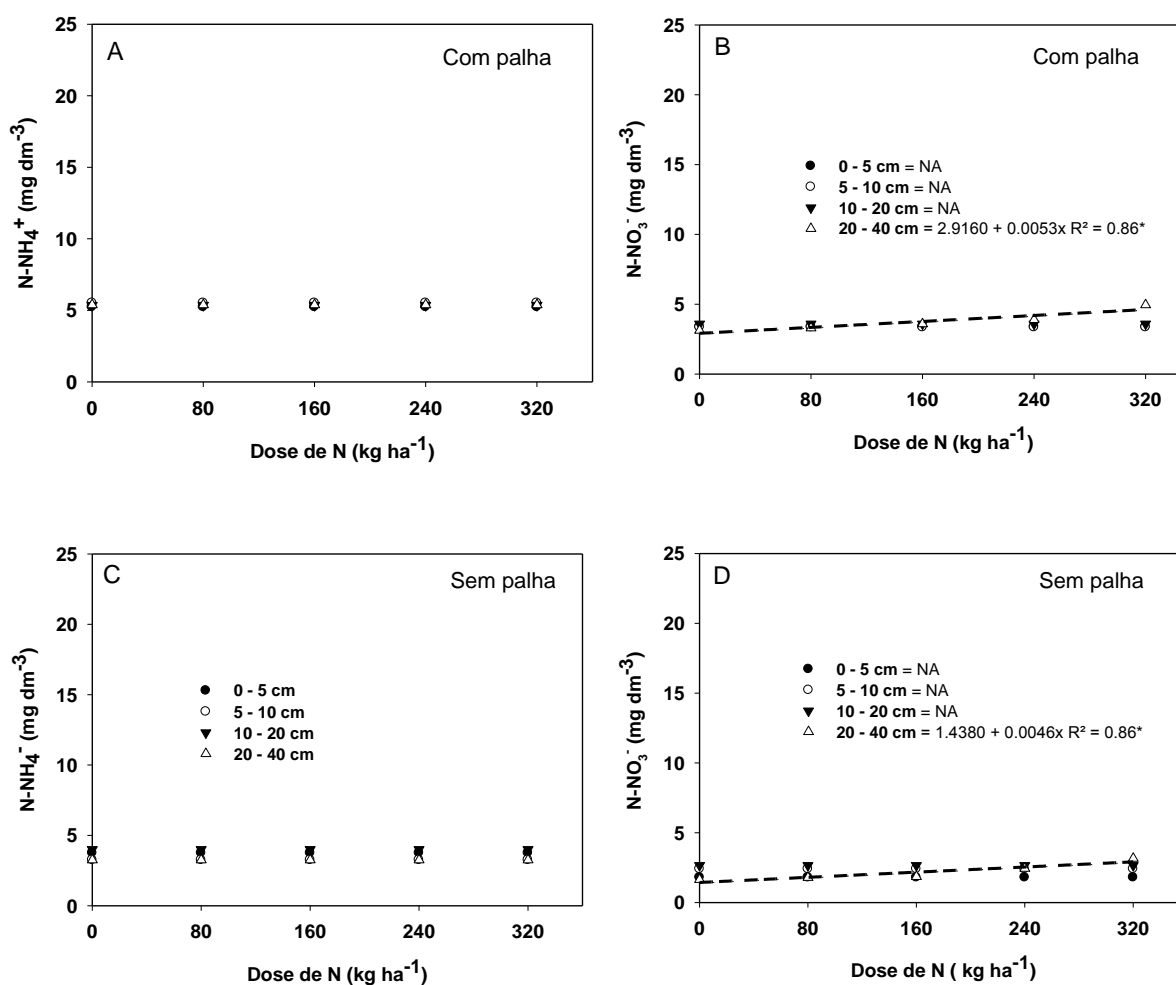 A
Com palha
N-NH₄⁺ (mg dm⁻³)
25
20
15
10
5
0
0 80 160 240 320
Dose de N (kg ha⁻¹)
B
Com palha
N-NO₃⁻ (mg dm⁻³)
25
20
15
10
5
0
0 - 5 cm = NA
5 - 10 cm = NA
10 - 20 cm = NA
20 - 40 cm = 2.9160 + 0.0053x R² = 0.86*
0 80 160 240 320
Dose de N (kg ha⁻¹)
C
Sem palha
N-NH₄⁻ (mg dm⁻³)
25
20
15
10
5
0
0 - 5 cm
5 - 10 cm
10 - 20 cm
20 - 40 cm
0 80 160 240 320
Dose de N (kg ha⁻¹)
D
Sem palha
N-NO₃⁻ (mg dm⁻³)
25
20
15
10
5
0
0 - 5 cm = NA
5 - 10 cm = NA
10 - 20 cm = NA
20 - 40 cm = 1.4380 + 0.0046x R² = 0.86*
0 80 160 240 320
Dose de N ( kg ha⁻¹)